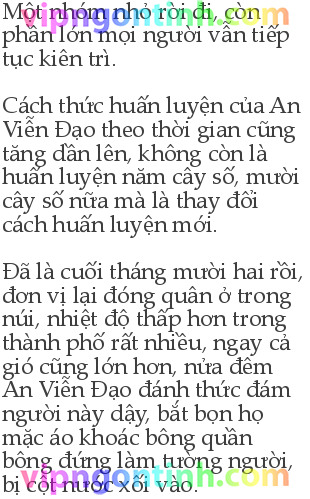 Một nhóm nhỏ rời đi, còn
phần lớn mọi người vẫn tiếp
tục kiên trì.
Cách thức huấn luyện của An
Viễn Đạo theo thời gian cũng
tăng dần lên, không còn là
huấn luyện năm cây số, mười
cây số nữa mà là thay đổi
cách huấn luyện mới.
Đã là cuối tháng mười hai rồi,
đơn vị lại đóng quân ở trong
núi, nhiệt độ thấp hơn trong
thành phố rất nhiều, ngay cả
gió cũng lớn hơn, nửa đêm
An Viễn Đạo đánh thức đám
người này dậy, bắt bọn họ
mặc áo khoác bông quần
bông đứng làm tường người,
bị cột nước xối vào.
vipngontinh.com
vipngontinh.com